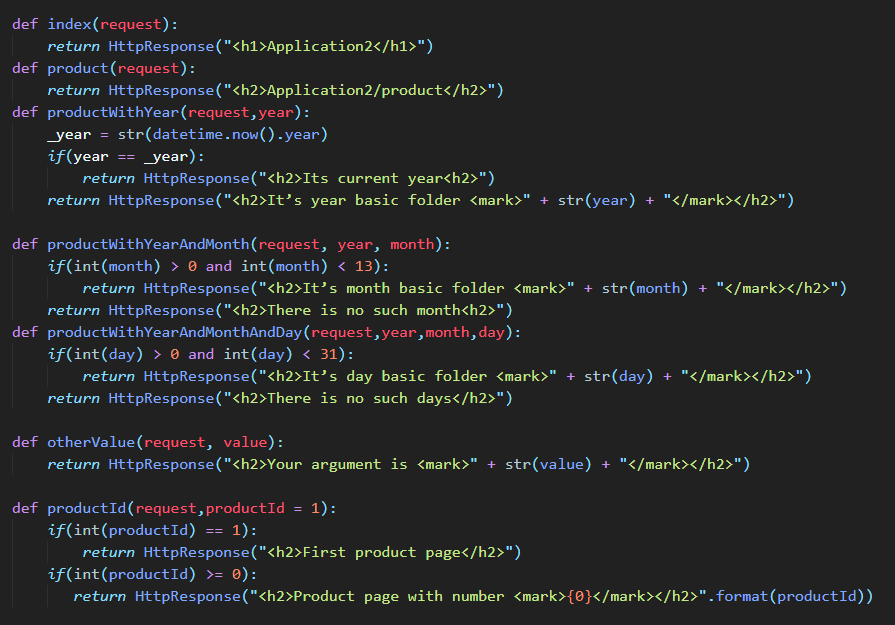 def index(request):
    return HttpResponse("<h1>Application2</h1>")
def product(request):
    return HttpResponse("<h2>Application2/product</h2>")
def productWithYear(request,year):
    _year = str(datetime.now().year)
    if(year == _year):
        return HttpResponse("<h2>Its current year<h2>")
    return HttpResponse("<h2>It’s year basic folder <mark>" + str(year) + "</mark></h2>")

def productWithYearAndMonth(request, year, month):
    if(int(month) > 0 and int(month) < 13):
        return HttpResponse("<h2>It’s month basic folder <mark>" + str(month) + "</mark></h2>")
    return HttpResponse("<h2>There is no such month<h2>")
def productWithYearAndMonthAndDay(request,year,month,day):
    if(int(day) > 0 and int(day) < 31):
        return HttpResponse("<h2>It’s day basic folder <mark>" + str(day) + "</mark></h2>")
    return HttpResponse("<h2>There is no such days</h2>")

def otherValue(request, value):
    return HttpResponse("<h2>Your argument is <mark>" + str(value) + "</mark></h2>")

def productId(request,productId = 1):
    if(int(productId) == 1):
        return HttpResponse("<h2>First product page</h2>")
    if(int(productId) >= 0):
       return HttpResponse("<h2>Product page with number <mark>{0}</mark></h2>".format(productId))